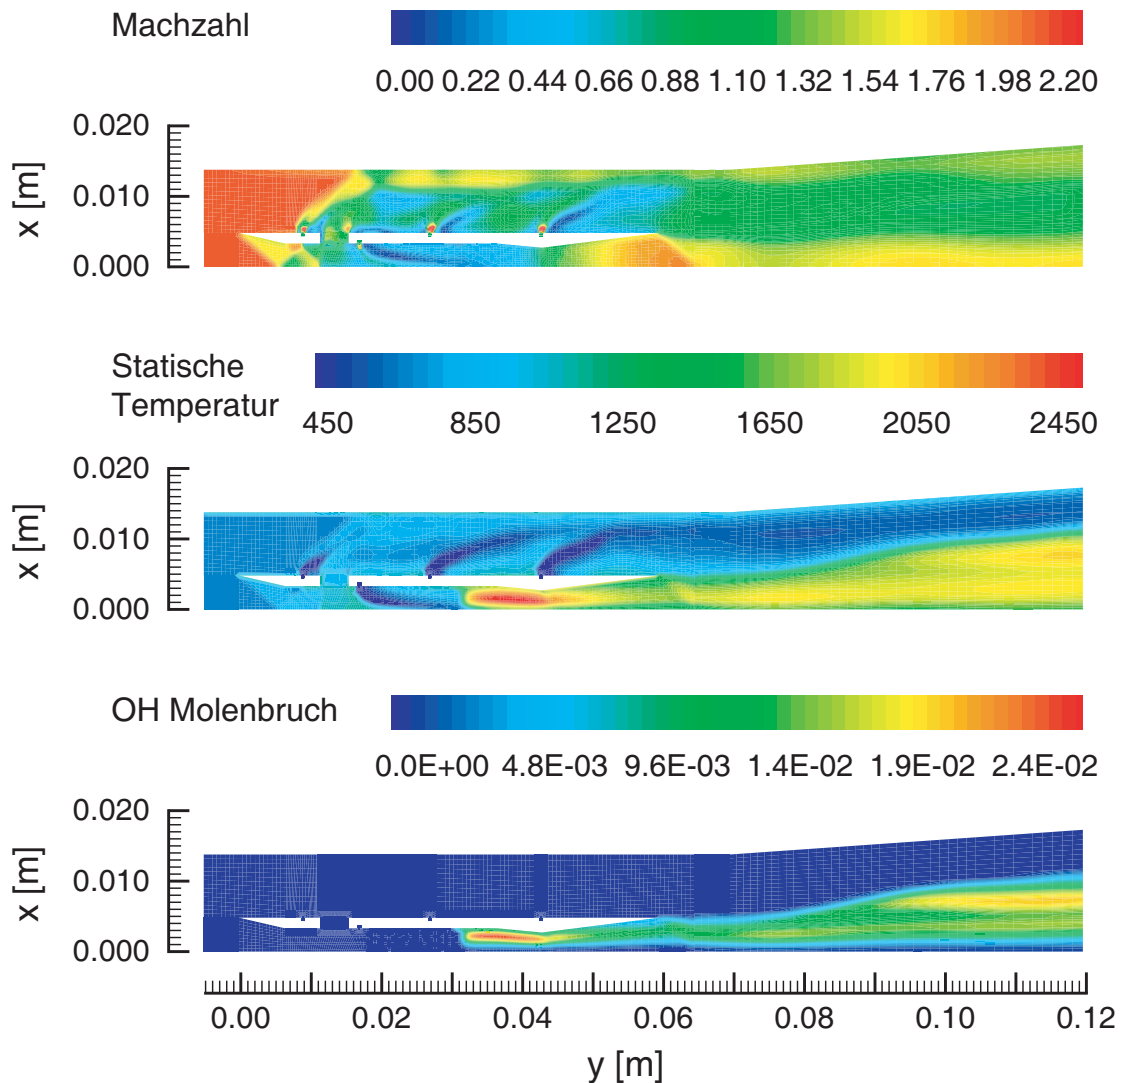 Machzahl
0.00 0.22 0.44 0.66 0.88 1.10 1.32 1.54 1.76 1.98 2.20
0.020
0.010
0.000
x [m]
Statische
Temperatur
450 850 1250 1650 2050 2450
0.020
0.010
0.000
x [m]
OH Molenbruch
0.0E+00 4.8E-03 9.6E-03 1.4E-02 1.9E-02 2.4E-02
0.020
0.010
0.000
x [m]
0.00 0.02 0.04 0.06 0.08 0.10 0.12
y [m]